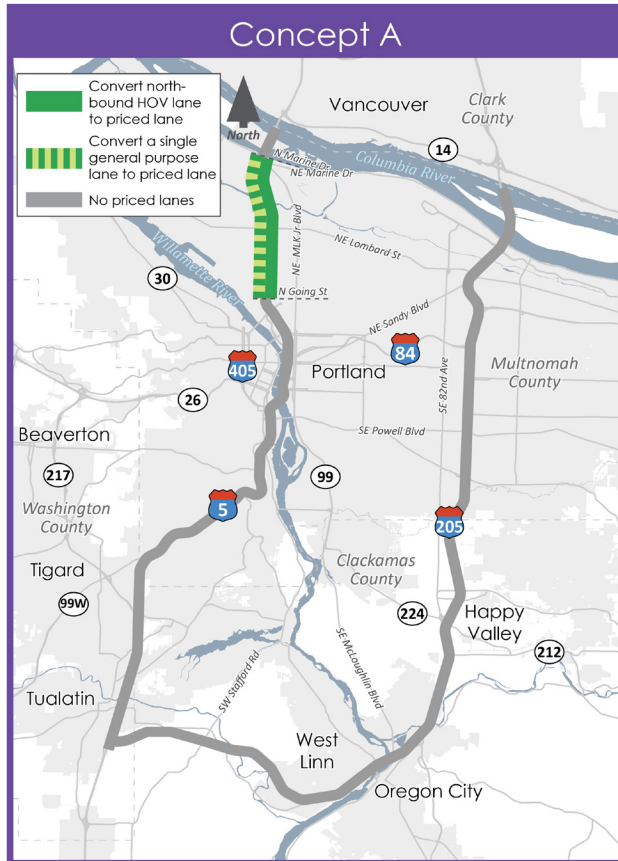 Concept A
Convert north-
bound HOV lane
to priced lane
Convert a single
general purpose
lane to priced lane
No priced lanes
North
Vancouver
Clark
County
14
Columbia River
N Marine Dr
NE Marine Dr
NE MLK Jr Blvd
NE Lombard St
Willamette River
30
N Going St
NE Sandy Blvd
405
84
Portland
SE 82nd Ave
Multnomah
County
26
SE Powell Blvd
Beaverton
217
99
Washington
County
5
205
Tigard
Clackamas
County
99W
224
Happy
Valley
SE McLoughlin Blvd
212
SW Stafford Rd
Tualatin
West
Linn
Oregon City